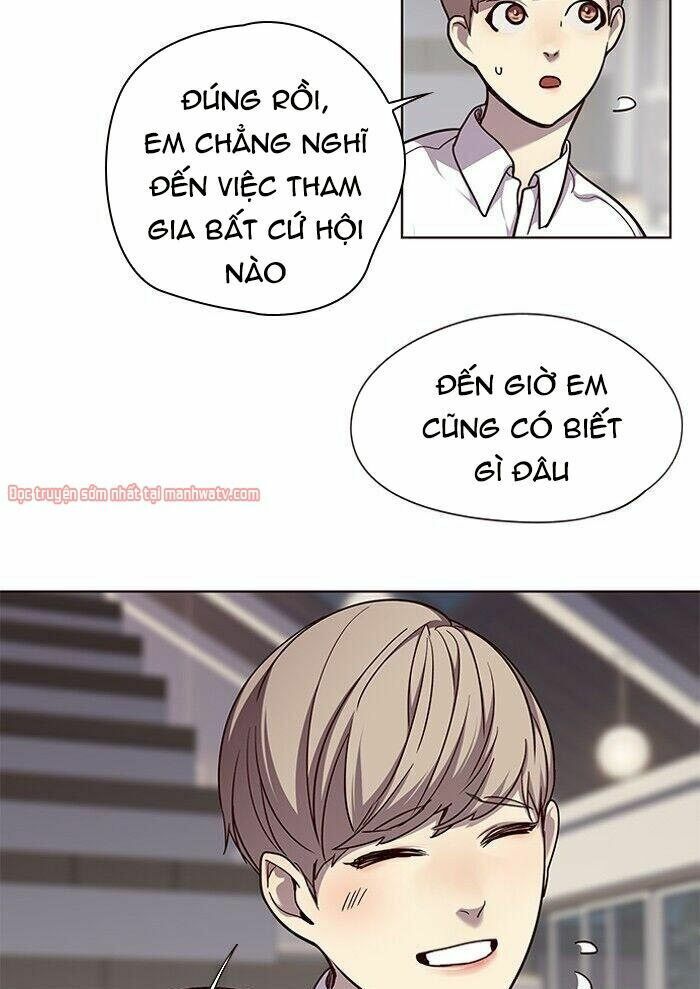 ĐÚNG RỒI,
EM CHẲNG NGHĨ
ĐẾN VIỆC THAM
GIA BẤT CỨ HỘI
NÀO
ĐẾN GIỜ EM
CŨNG CÓ BIẾT
GÌ ĐÂU
Đọc truyện sớm nhất tại manhwatv.com